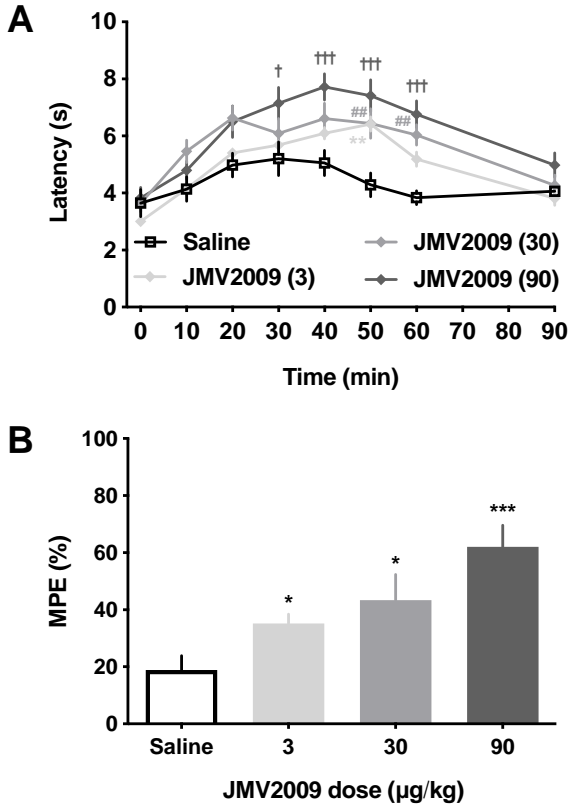 A
10
†
†††
†††
†††
8
##
##
6
**
4
2
0
Latency (s)
Saline
JMV2009 (3)
JMV2009 (30)
JMV2009 (90)
0 10 20 30 40 50 60 70 80 90
Time (min)
B
100
80
60
40
20
0
MPE (%)
*
*
***
Saline 3 30 90
JMV2009 dose (µg/kg)